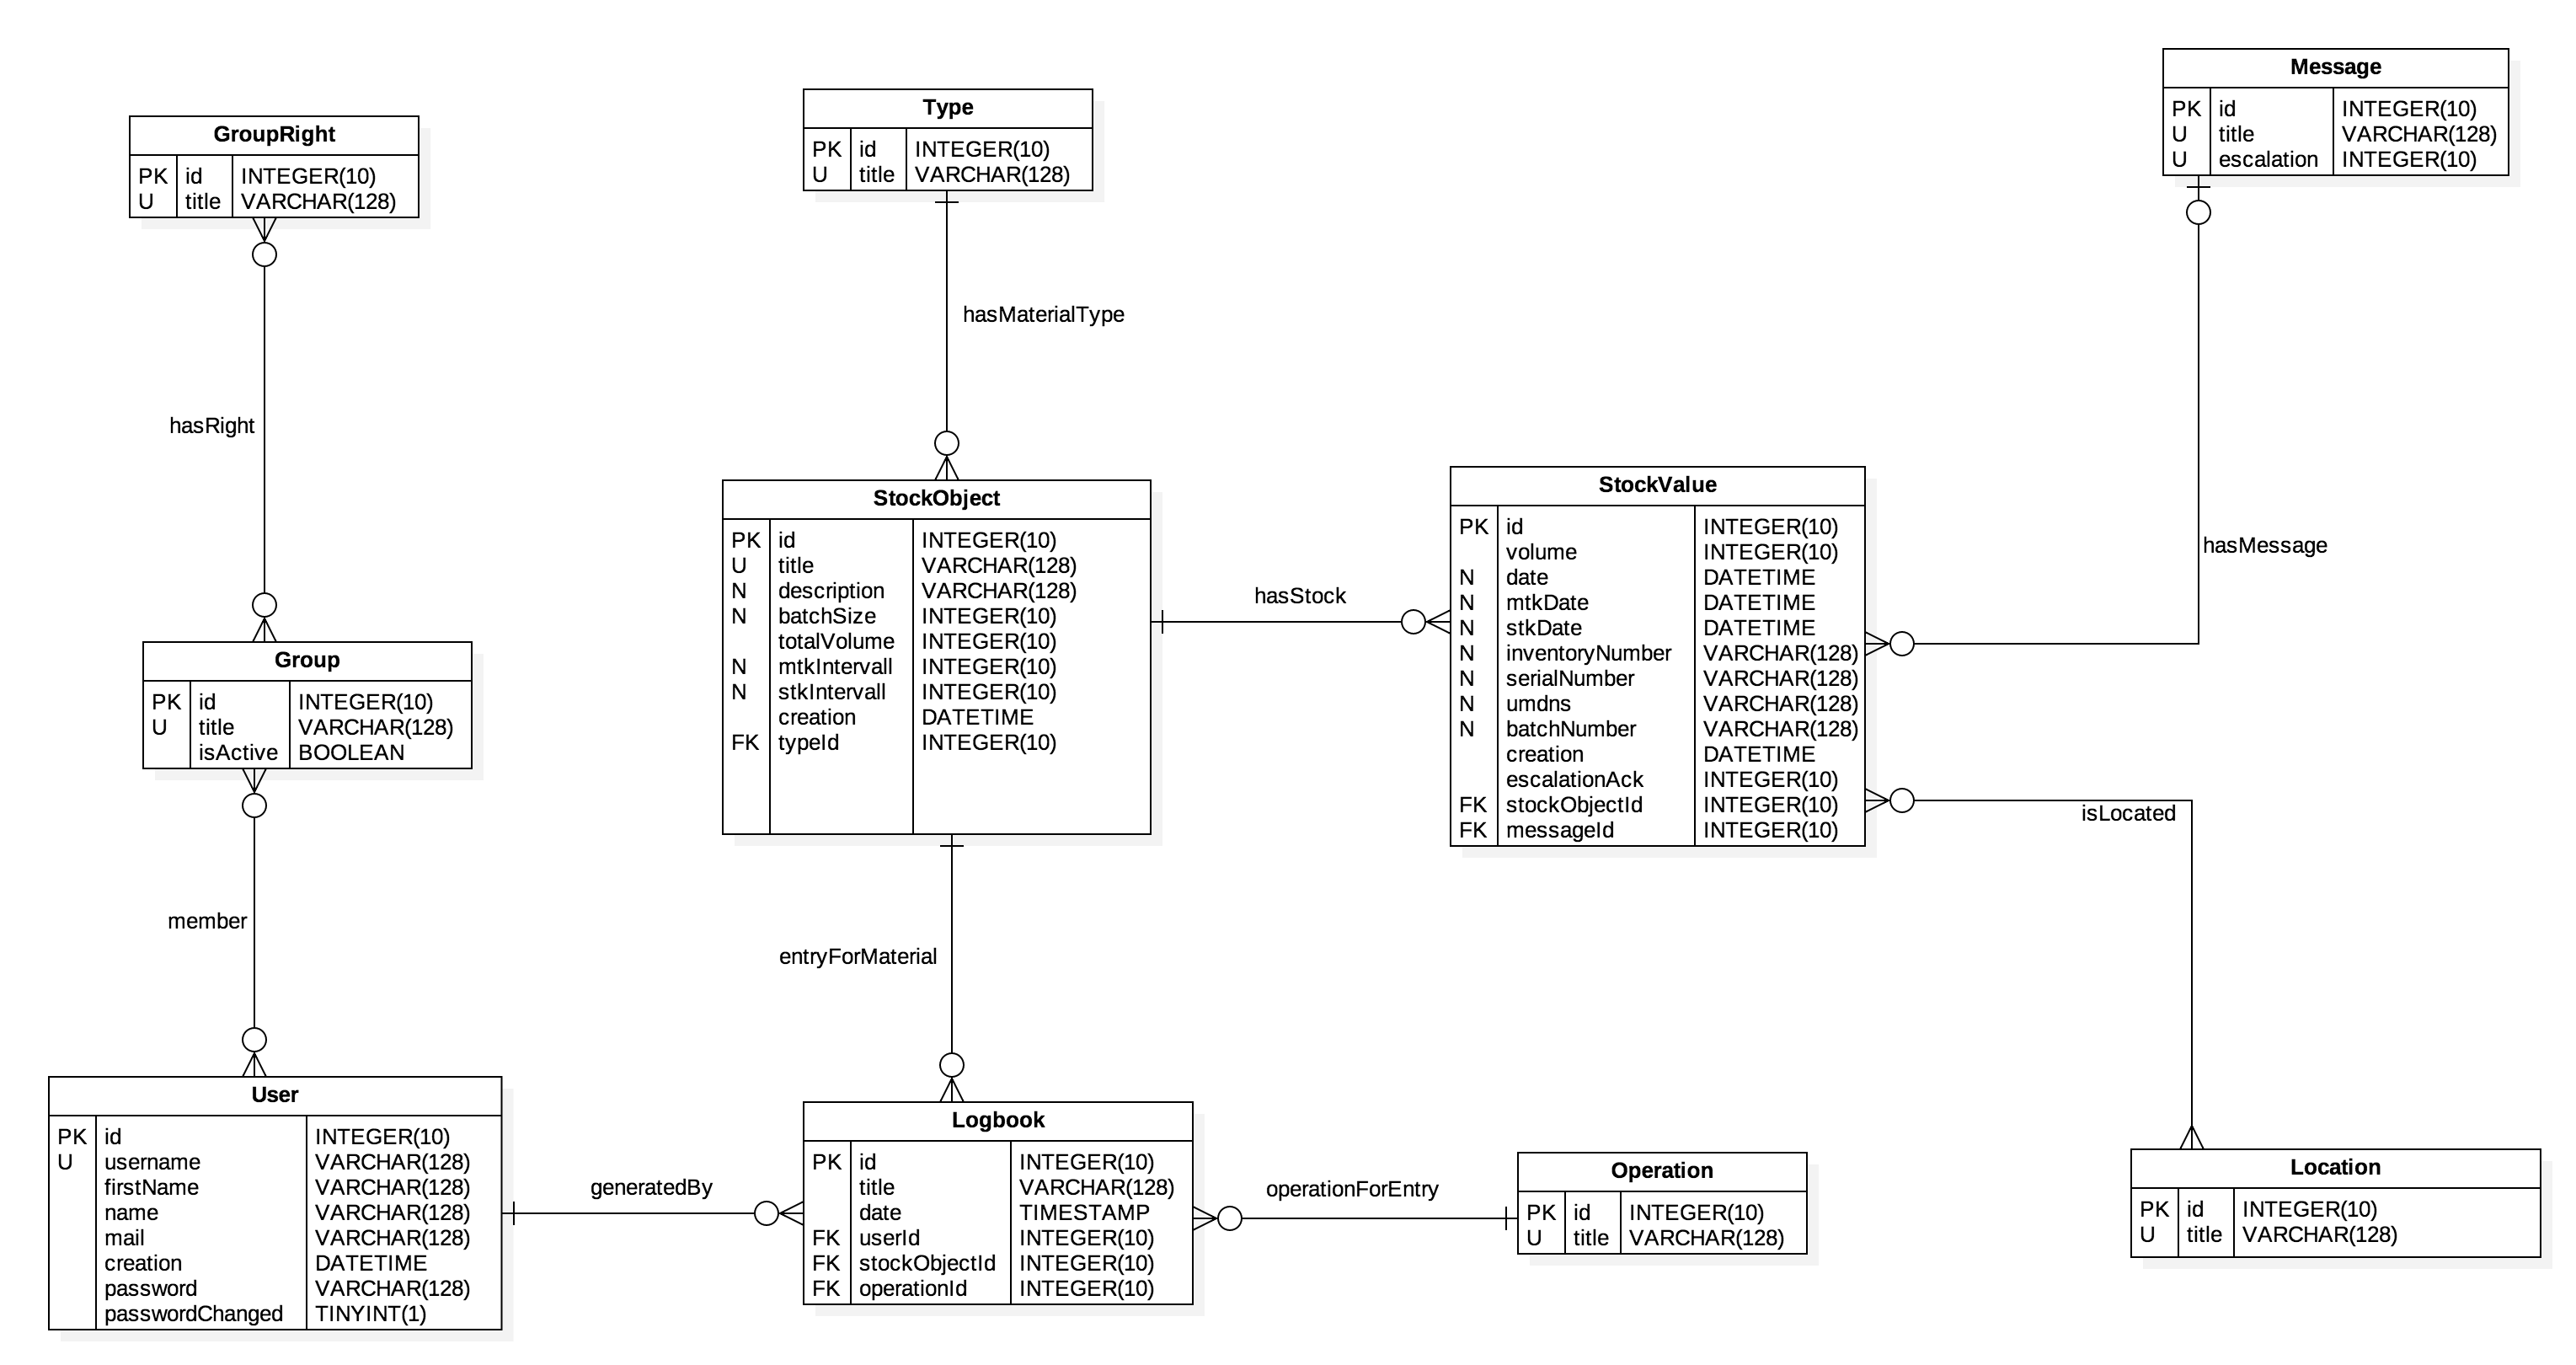 GroupRight
PK id INTEGER(10)
U title VARCHAR(128)
Type
PK id INTEGER(10)
U title VARCHAR(128)
Message
PK id INTEGER(10)
U title VARCHAR(128)
U escalation INTEGER(10)
hasRight
hasMaterialType
hasMessage
Group
PK id INTEGER(10)
U title VARCHAR(128)
isActive BOOLEAN
StockObject
PK id INTEGER(10)
U title VARCHAR(128)
N description VARCHAR(128)
N batchSize INTEGER(10)
totalVolume INTEGER(10)
N mtkIntervall INTEGER(10)
N stkIntervall INTEGER(10)
creation DATETIME
FK typeId INTEGER(10)
hasStock
StockValue
PK id INTEGER(10)
volume INTEGER(10)
N date DATETIME
N mtkDate DATETIME
N stkDate DATETIME
N inventoryNumber VARCHAR(128)
N serialNumber VARCHAR(128)
N umdns VARCHAR(128)
N batchNumber VARCHAR(128)
creation DATETIME
escalationAck INTEGER(10)
FK stockObjectId INTEGER(10)
FK messageId INTEGER(10)
isLocated
member
entryForMaterial
User
PK id INTEGER(10)
U username VARCHAR(128)
firstName VARCHAR(128)
name VARCHAR(128)
mail VARCHAR(128)
creation DATETIME
password VARCHAR(128)
passwordChanged TINYINT(1)
generatedBy
Logbook
PK id INTEGER(10)
title VARCHAR(128)
date TIMESTAMP
FK userId INTEGER(10)
FK stockObjectId INTEGER(10)
FK operationId INTEGER(10)
operationForEntry
Operation
PK id INTEGER(10)
U title VARCHAR(128)
Location
PK id INTEGER(10)
U title VARCHAR(128)